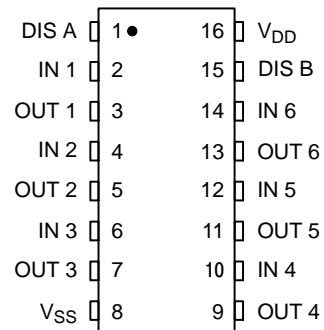 DIS A 1 16 VDD
IN 1 2 15 DIS B
OUT 1 3 14 IN 6
IN 2 4 13 OUT 6
OUT 2 5 12 IN 5
IN 3 6 11 OUT 5
OUT 3 7 10 IN 4
VSS 8 9 OUT 4